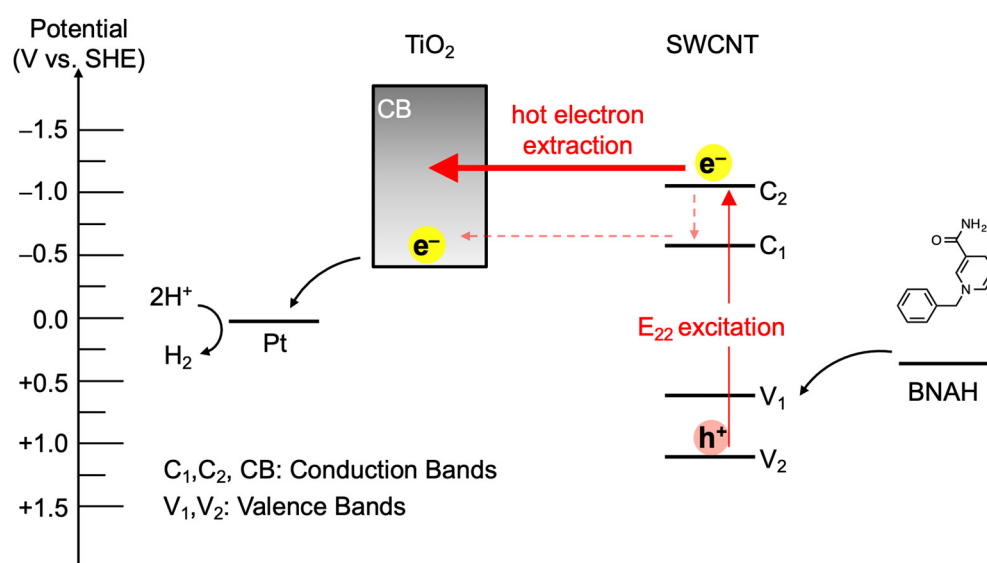 Potential
(V vs. SHE)
TiO₂
SWCNT
CB
hot electron
extraction
–1.5
–1.0
–0.5
0.0
+0.5
+1.0
+1.5
e⁻
C₂
e⁻
C₁
NH₂
O
N
2H⁺
H₂
Pt
E₂₂ excitation
BNAH
V₁
h⁺
V₂
C₁,C₂, CB: Conduction Bands
V₁,V₂: Valence Bands